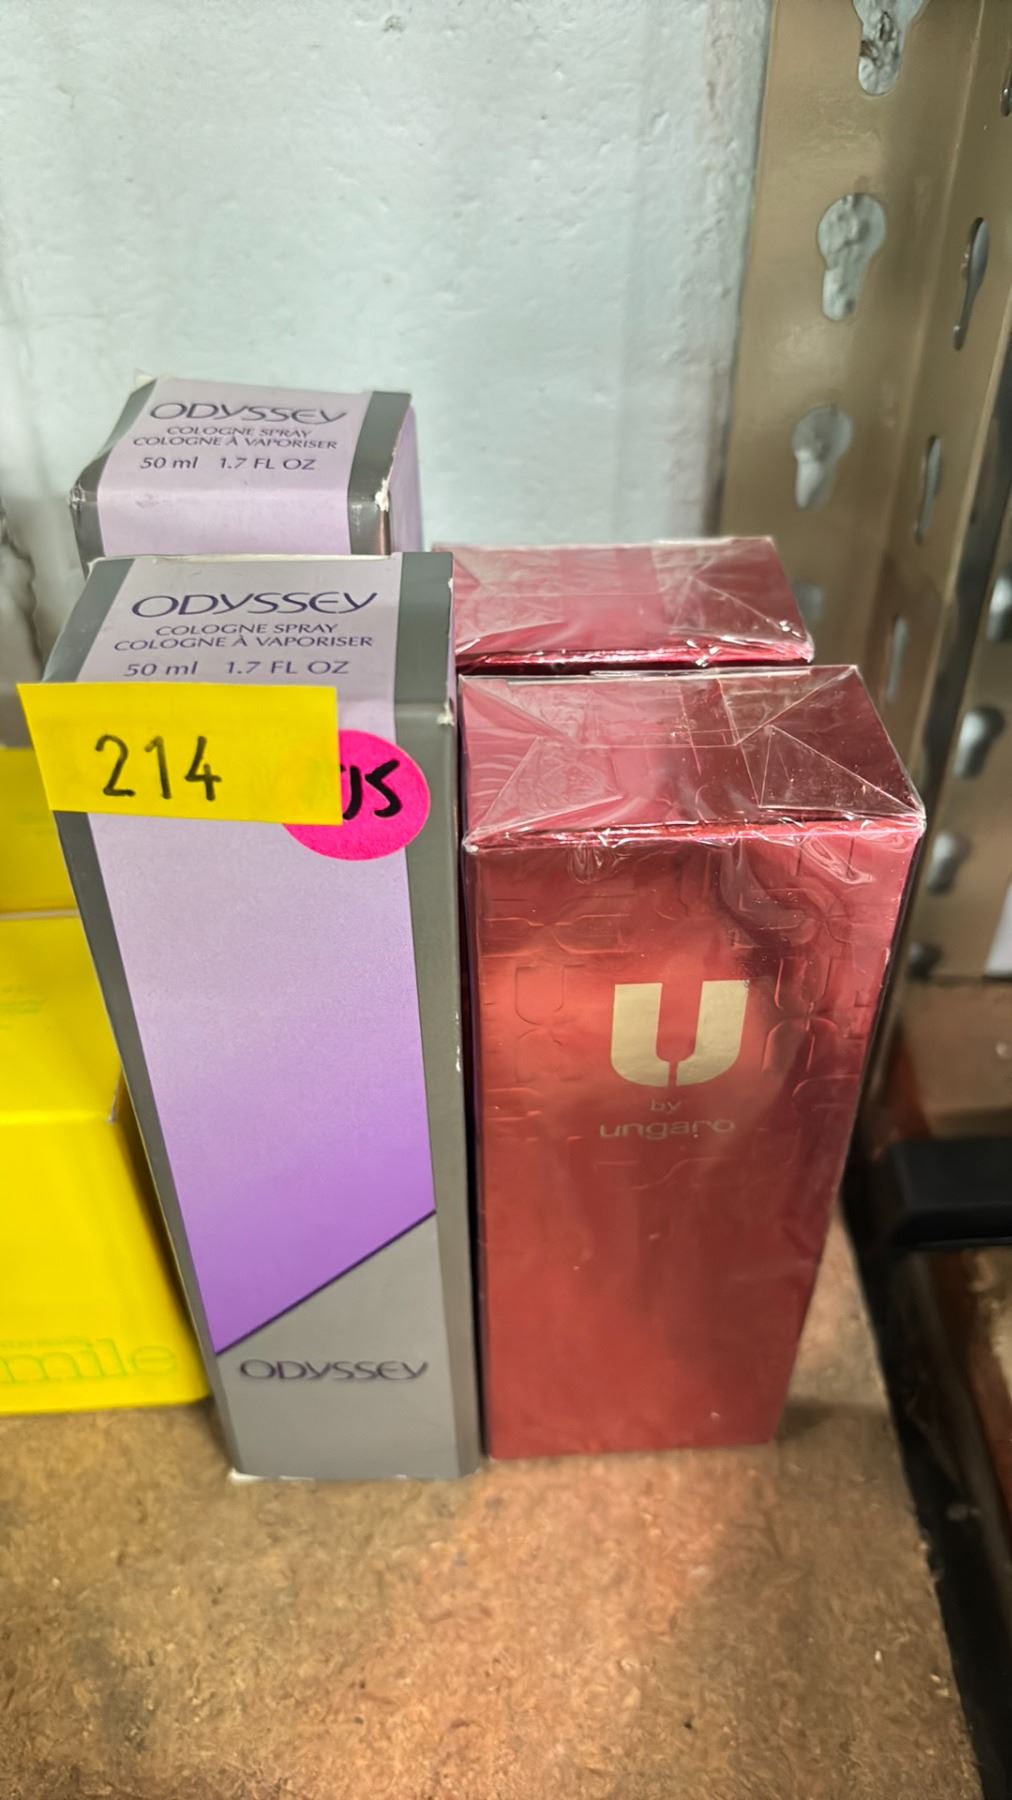 ODYSSEY
COLOGNE SPRAY
COLOGNE À VAPORISER
50 ml 1.7 FL OZ
ODYSSEY
COLOGNE SPRAY
COLOGNE À VAPORISER
50 ml 1.7 FL OZ
214
ODYSSEY
U
by
ungaro